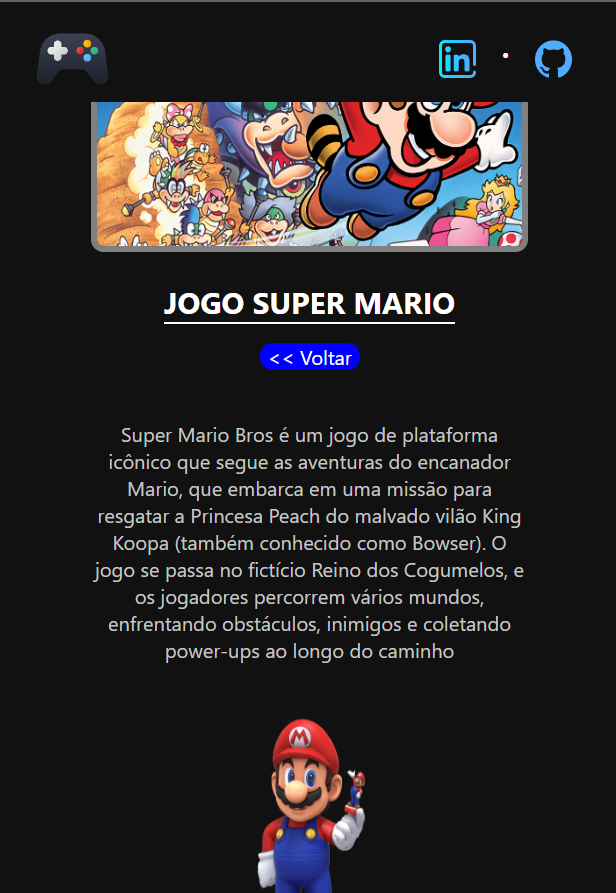 in
JOGO SUPER MARIO
<< Voltar
Super Mario Bros é um jogo de plataforma
icônico que segue as aventuras do encanador
Mario, que embarca em uma missão para
resgatar a Princesa Peach do malvado vilão King
Koopa (também conhecido como Bowser). O
jogo se passa no fictício Reino dos Cogumelos, e
os jogadores percorrem vários mundos,
enfrentando obstáculos, inimigos e coletando
power-ups ao longo do caminho
M